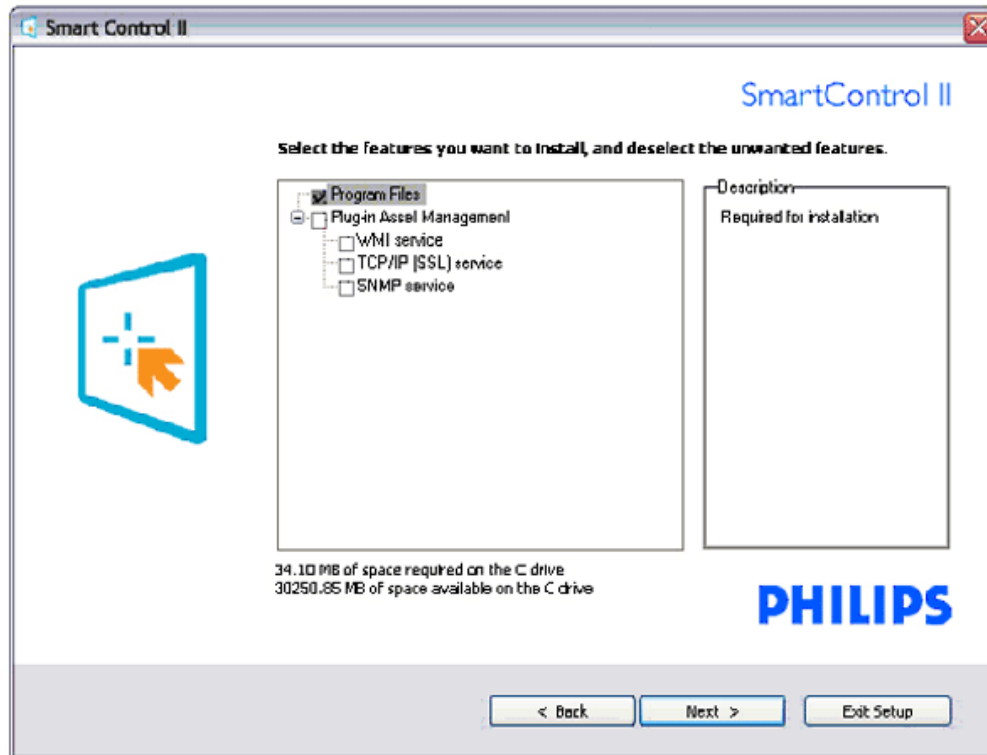 Smart Control II
SmartControl II
Select the features you want to install, and deselect the unwanted features.
Program Files
Plug-in Asset Management
WMI service
TCP/IP (SSL) service
SNMP service
Description
Required for installation
34.10 MB of space required on the C drive
30250.85 MB of space available on the C drive
PHILIPS
< Back
Next >
Exit Setup